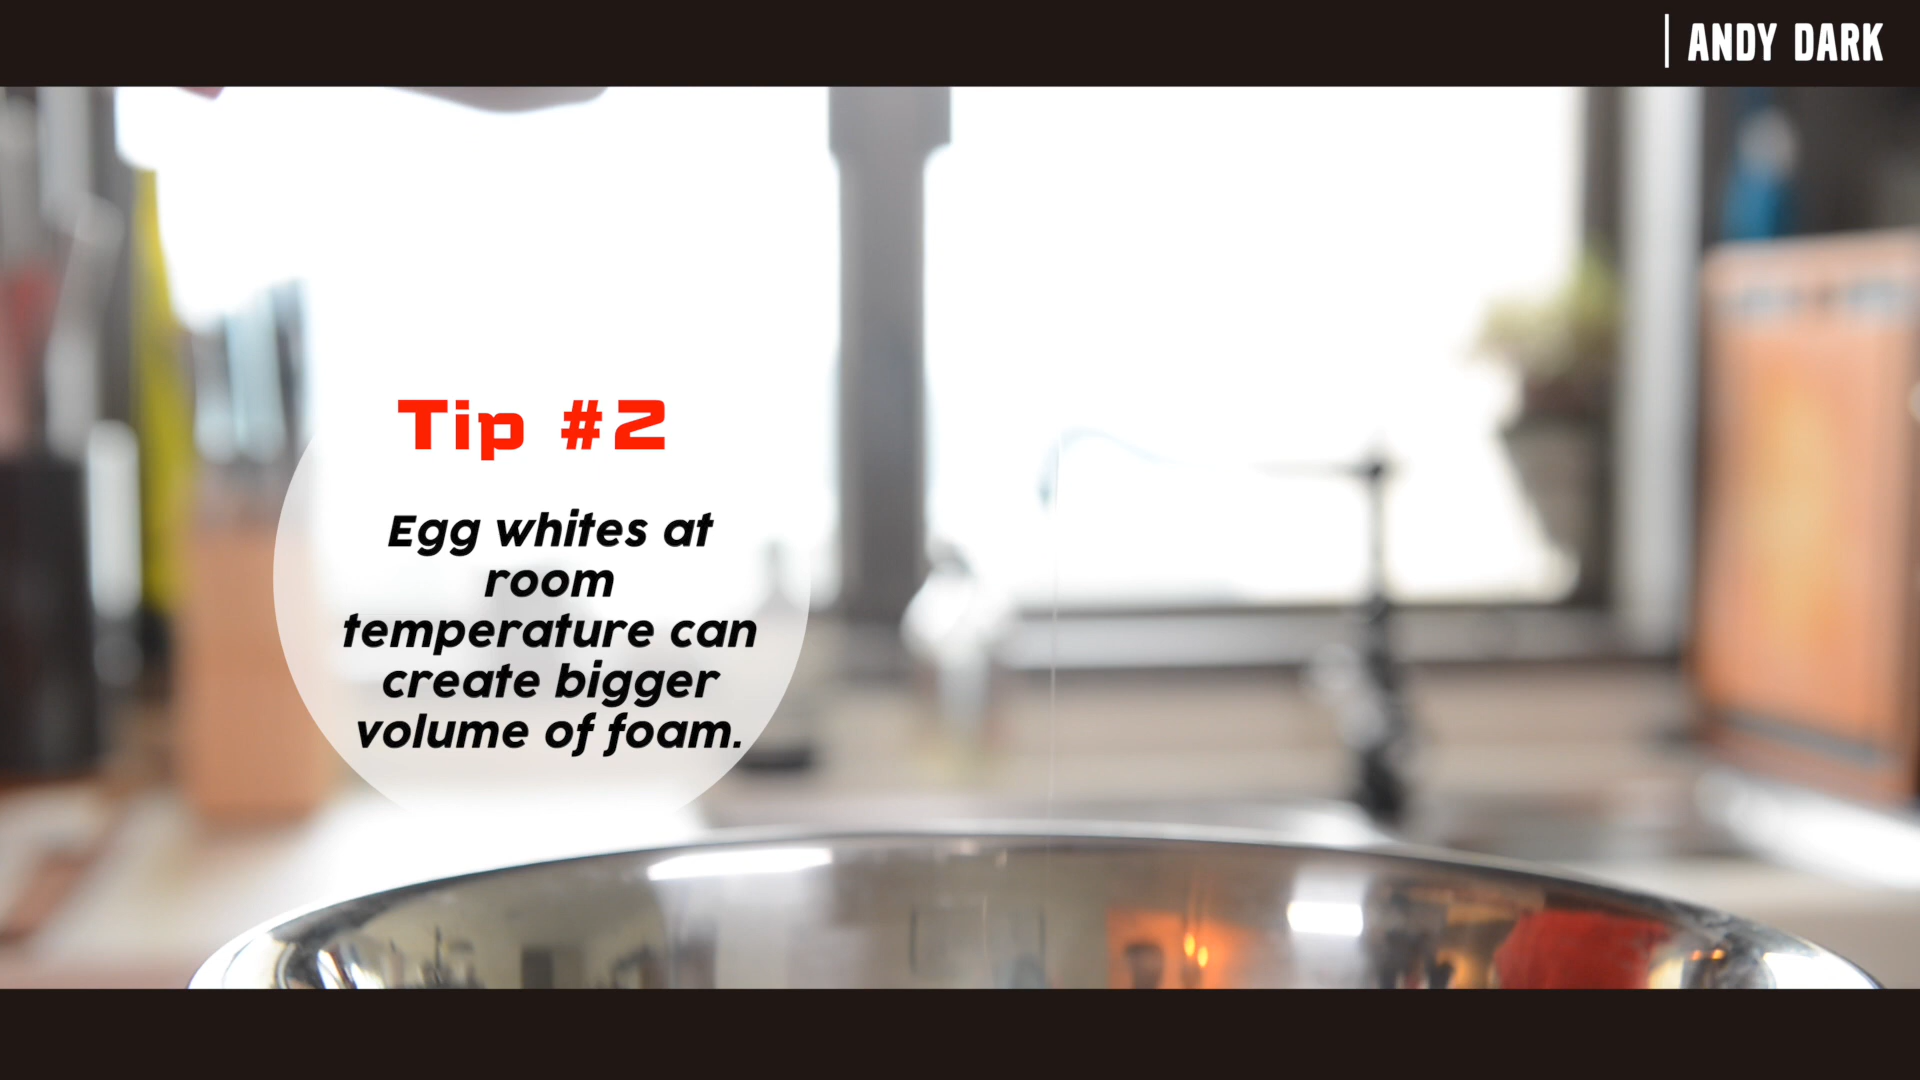 ANDY DARK
Tip #2
Egg whites at
room
temperature can
create bigger
volume of foam.